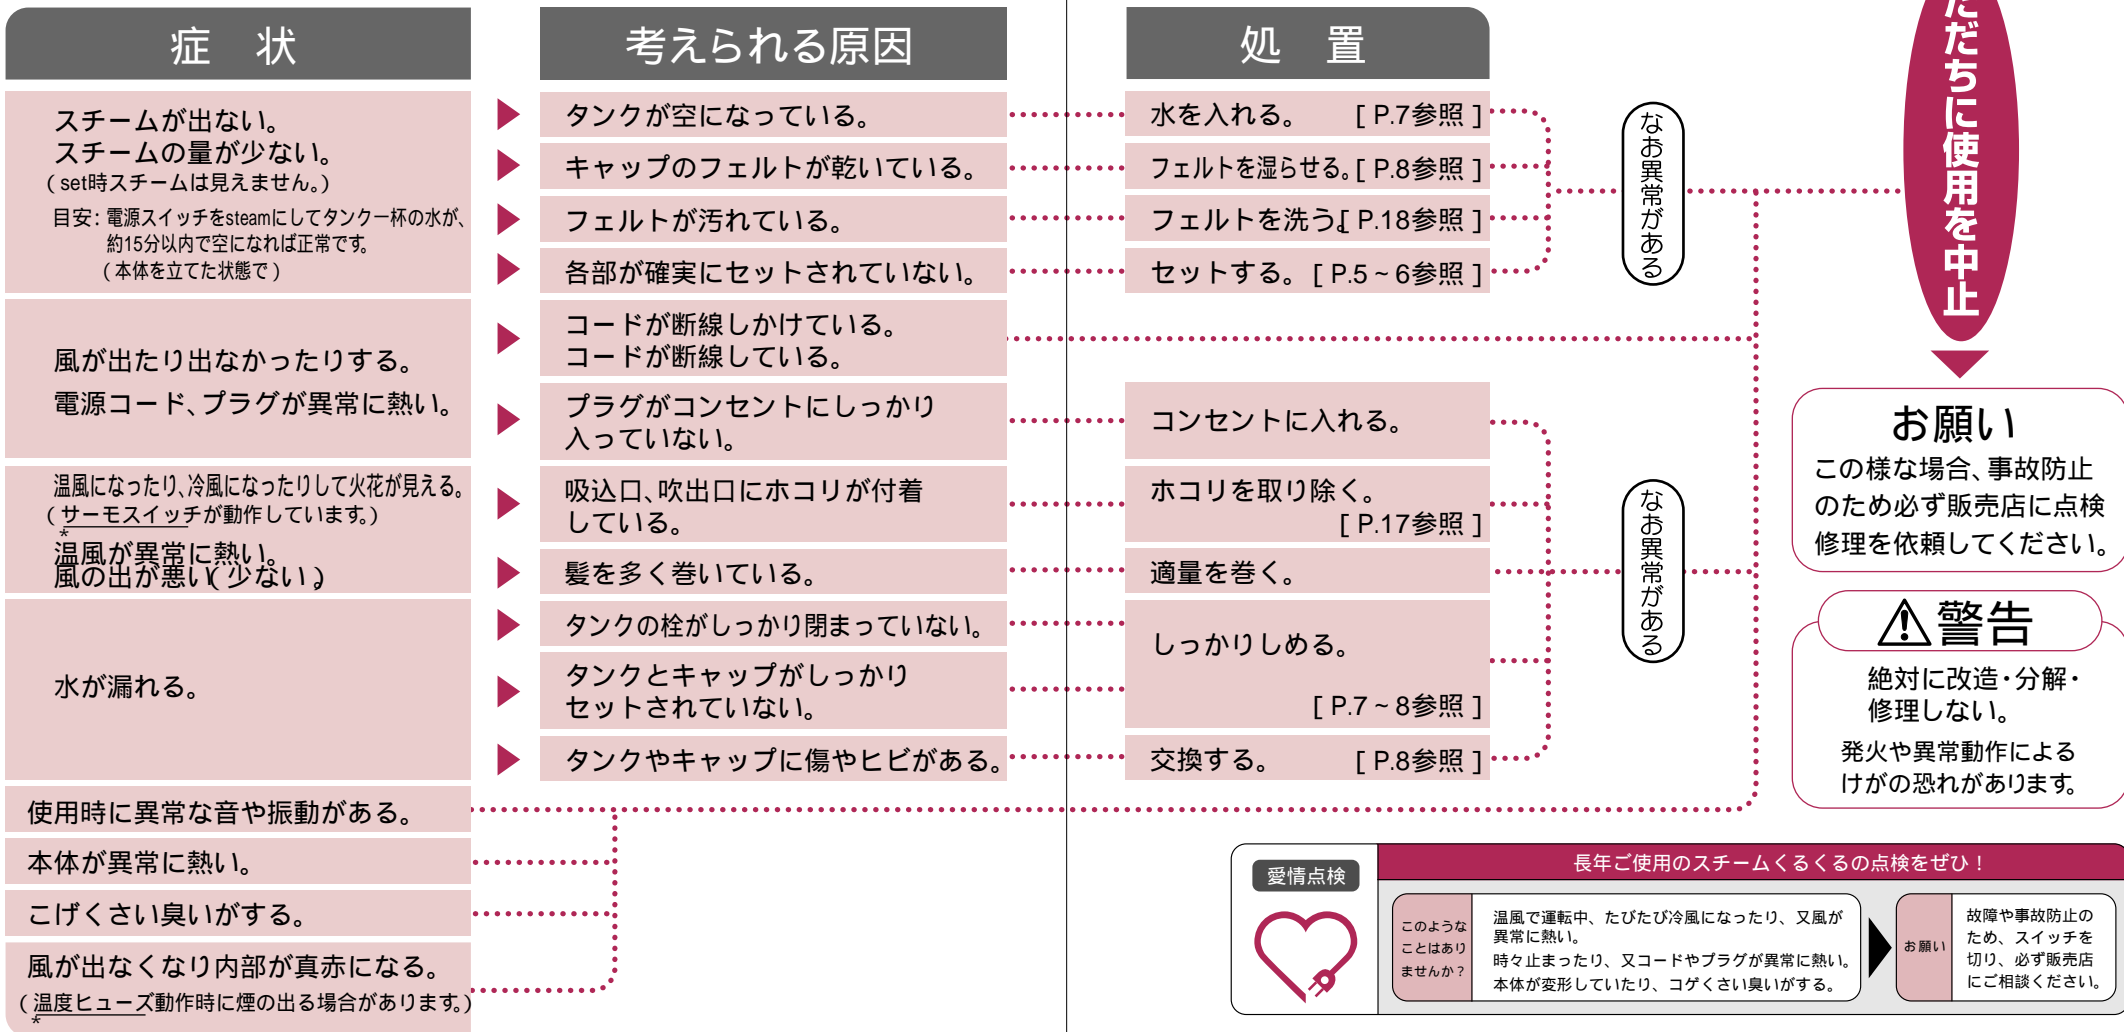 症　状
スチームが出ない。
スチームの量が少ない。
（set時スチームは見えません。）
目安：電源スイッチをsteamにしてタンク一杯の水が、
約15分以内で空になれば正常です。
（本体を立てた状態で）
風が出たり出なかったりする。
電源コード、プラグが異常に熱い。
温風になったり、冷風になったりして火花が見える。
（サーモスイッチが動作しています。）
*
温風が異常に熱い。
風の出が悪い（少ない）
水が漏れる。
使用時に異常な音や振動がある。
本体が異常に熱い。
こげくさい臭いがする。
風が出なくなり内部が真赤になる。
（温度ヒューズ動作時に煙の出る場合があります。）
*
考えられる原因
タンクが空になっている。
キャップのフェルトが乾いている。
フェルトが汚れている。
各部が確実にセットされていない。
コードが断線しかけている。
コードが断線している。
プラグがコンセントにしっかり
入っていない。
吸込口、吹出口にホコリが付着
している。
髪を多く巻いている。
タンクの栓がしっかり閉まっていない。
タンクとキャップがしっかり
セットされていない。
タンクやキャップに傷やヒビがある。
処　置
水を入れる。　［P.7参照］
フェルトを湿らせる。［P.8参照］
フェルトを洗う。［P.18参照］
セットする。［P.5~6参照］
コンセントに入れる。
ホコリを取り除く。
［P.17参照］
適量を巻く。
しっかりしめる。
［P.7~8参照］
交換する。　［P.8参照］
なお異常がある
なお異常がある
だちに使用を中止
お願い
この様な場合、事故防止
のため必ず販売店に点検
修理を依頼してください。
警告
絶対に改造・分解・
修理しない。
発火や異常動作による
けがの恐れがあります。
愛情点検
長年ご使用のスチームくるくるの点検をぜひ！
このような
ことはあり
ませんか？
温風で運転中、たびたび冷風になったり、又風が
異常に熱い。
時々止まったり、又コードやプラグが異常に熱い。
本体が変形していたり、コゲくさい臭いがする。
お願い
故障や事故防止の
ため、スイッチを
切り、必ず販売店
にご相談ください。